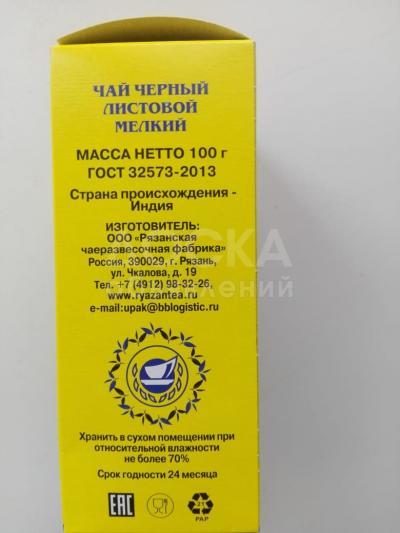 ЧАЙ ЧЕРНЫЙ
ЛИСТОВОЙ
МЕЛКИЙ
МАССА НЕТТО 100 г
ГОСТ 32573-2013
Страна происхождения -
Индия
ИЗГОТОВИТЕЛЬ:
ООО «Рязанская
чаеразвесочная фабрика»
Россия, 390029, г. Рязань,
ул. Чкалова, д. 19
Тел. +7 (4912) 98-32-26,
www.ryazantea.ru
e-mail:upak@bblogistic.ru
Хранить в сухом помещении при
относительной влажности
не более 70%
Срок годности 24 месяца
EAC
21
PAP